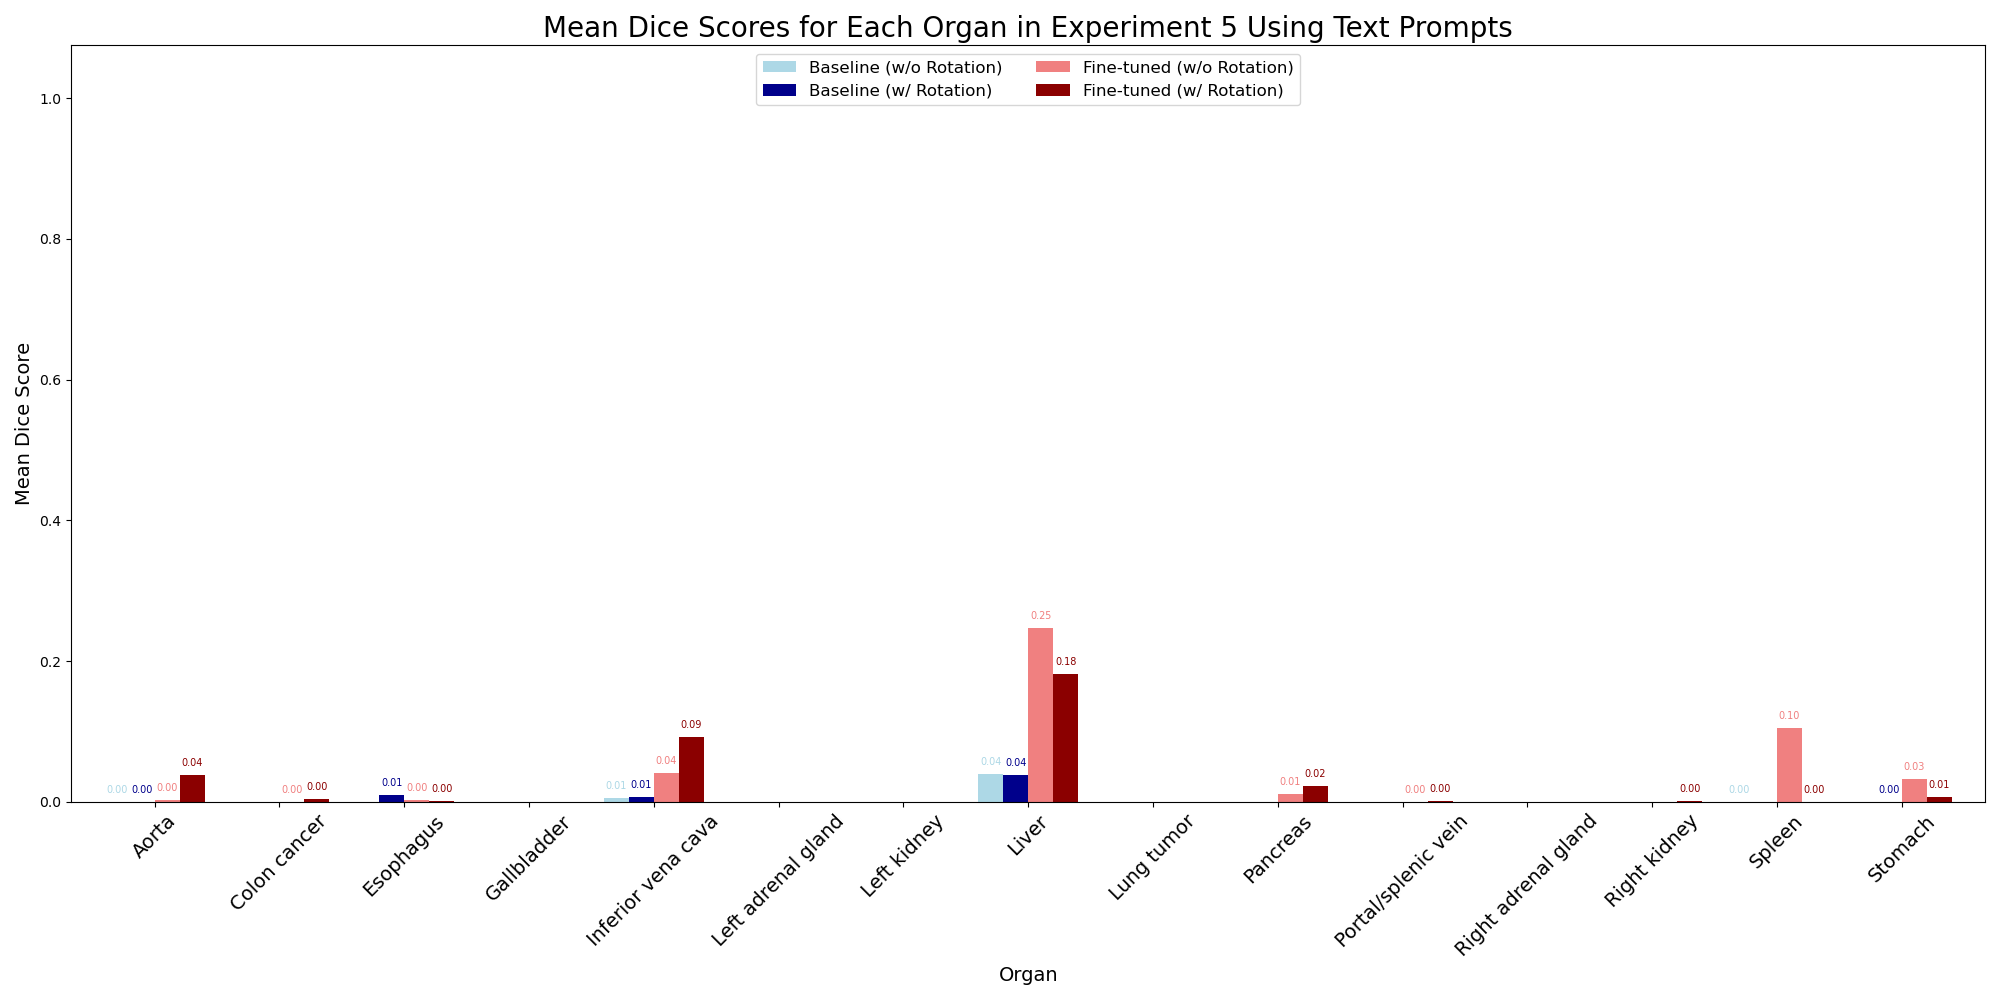 Mean Dice Scores for Each Organ in Experiment 5 Using Text Prompts
Baseline (w/o Rotation)
Baseline (w/ Rotation)
Fine-tuned (w/o Rotation)
Fine-tuned (w/ Rotation)
Mean Dice Score
1.0
0.8
0.6
0.4
0.2
0.0
0.00
0.00
0.00
0.04
0.00
0.00
0.01
0.00
0.00
0.01
0.01
0.04
0.09
0.04
0.04
0.25
0.18
0.01
0.02
0.00
0.00
0.00
0.00
0.10
0.00
0.00
0.03
0.01
Aorta
Colon cancer
Esophagus
Gallbladder
Inferior vena cava
Left adrenal gland
Left kidney
Liver
Lung tumor
Pancreas
Portal/splenic vein
Right adrenal gland
Right kidney
Spleen
Stomach
Organ